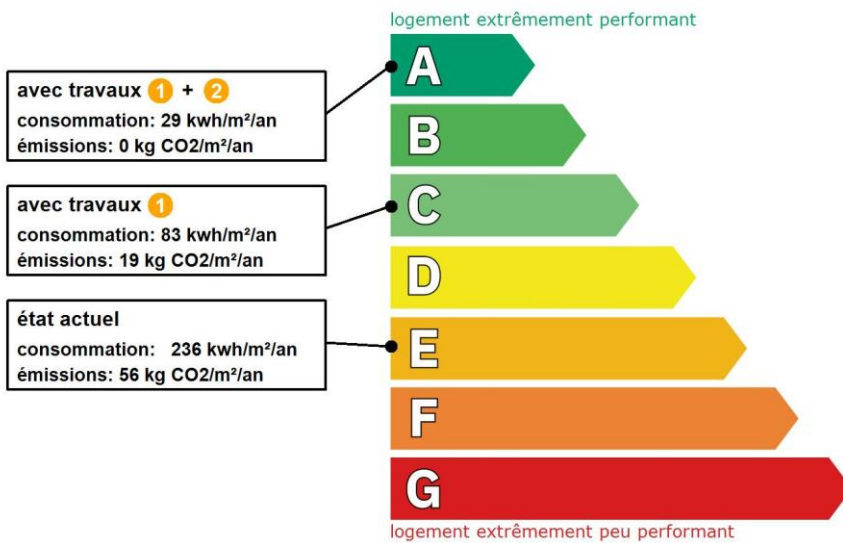 logement extrêmement performant
A
avec travaux 1 + 2
consommation: 29 kwh/m²/an
émissions: 0 kg CO2/m²/an
B
avec travaux 1
consommation: 83 kwh/m²/an
émissions: 19 kg CO2/m²/an
C
D
état actuel
consommation: 236 kwh/m²/an
émissions: 56 kg CO2/m²/an
E
F
G
logement extrêmement peu performant